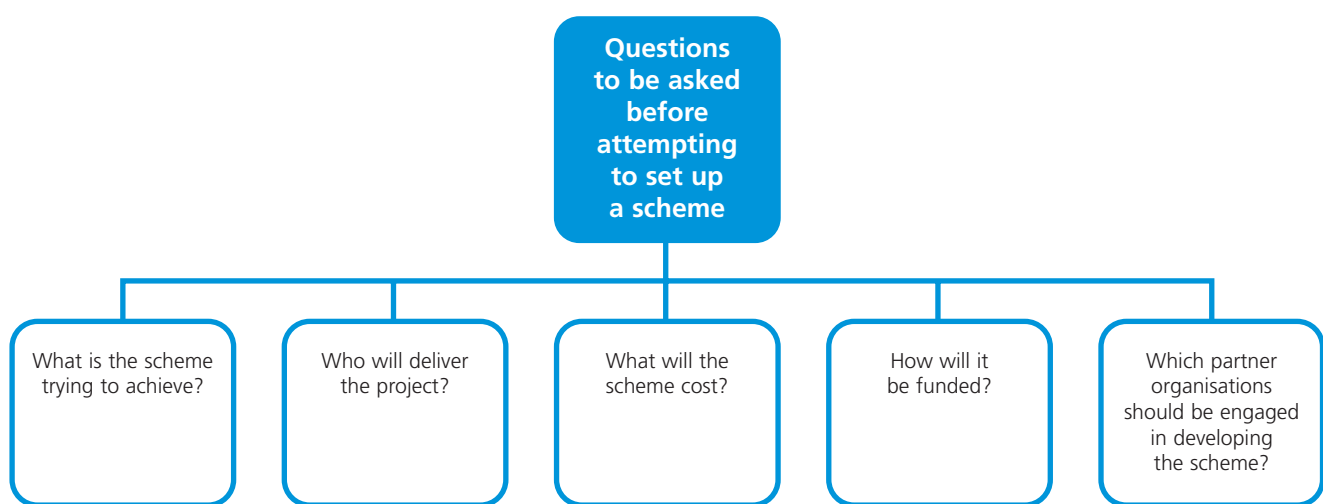 Questions
to be asked
before
attempting
to set up
a scheme
What is the scheme
trying to achieve?
Who will deliver
the project?
What will the
scheme cost?
How will it
be funded?
Which partner
organisations
should be engaged
in developing
the scheme?